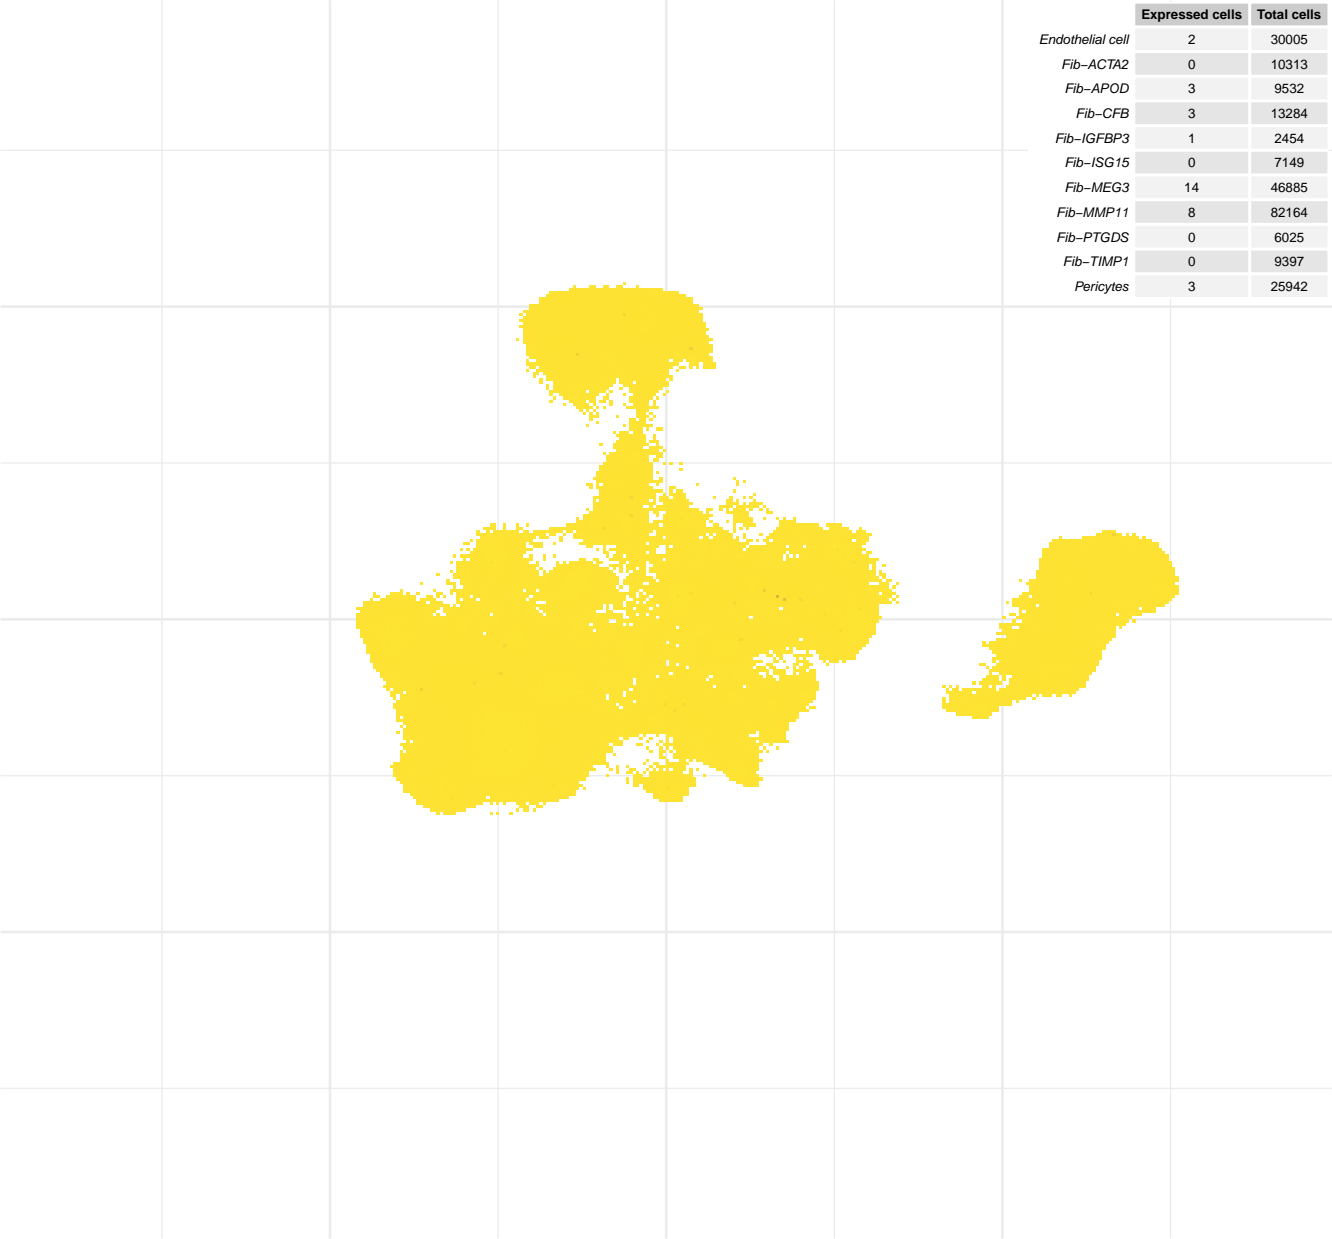 Expressed cells Total cells
Endothelial cell 2 30005
Fib−ACTA2 0 10313
Fib−APOD 3 9532
Fib−CFB 3 13284
Fib−IGFBP3 1 2454
Fib−ISG15 0 7149
Fib−MEG3 14 46885
Fib−MMP11 8 82164
Fib−PTGDS 0 6025
Fib−TIMP1 0 9397
Pericytes 3 25942